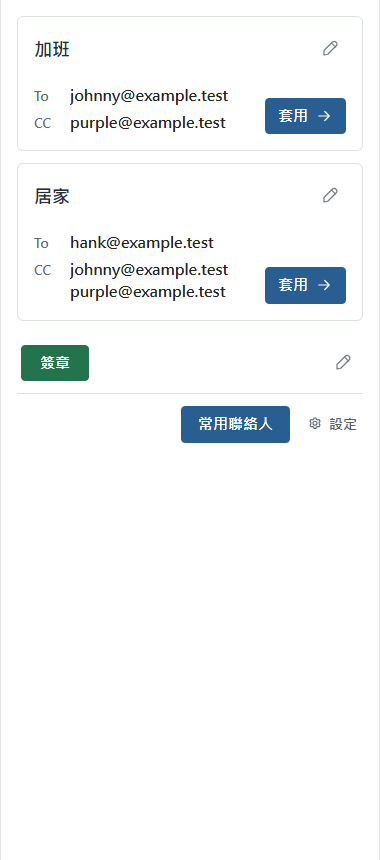 加班
To johnny@example.test
CC purple@example.test
套用
居家
To hank@example.test
CC johnny@example.test
purple@example.test
套用
簽章
常用聯絡人 設定